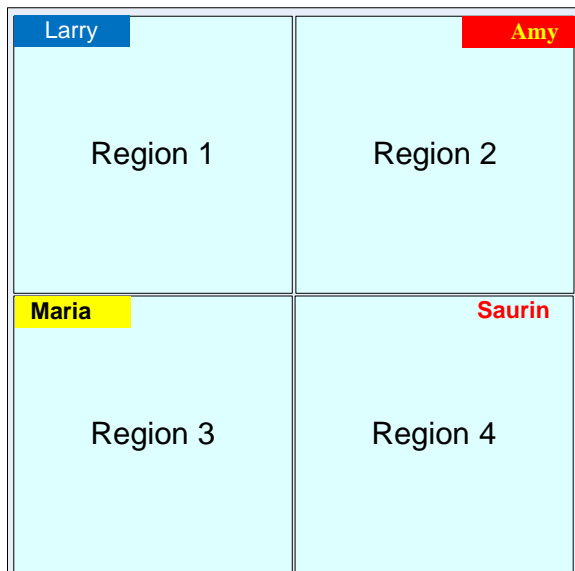 Larry
Amy
Region 1
Region 2
Maria
Saurin
Region 3
Region 4